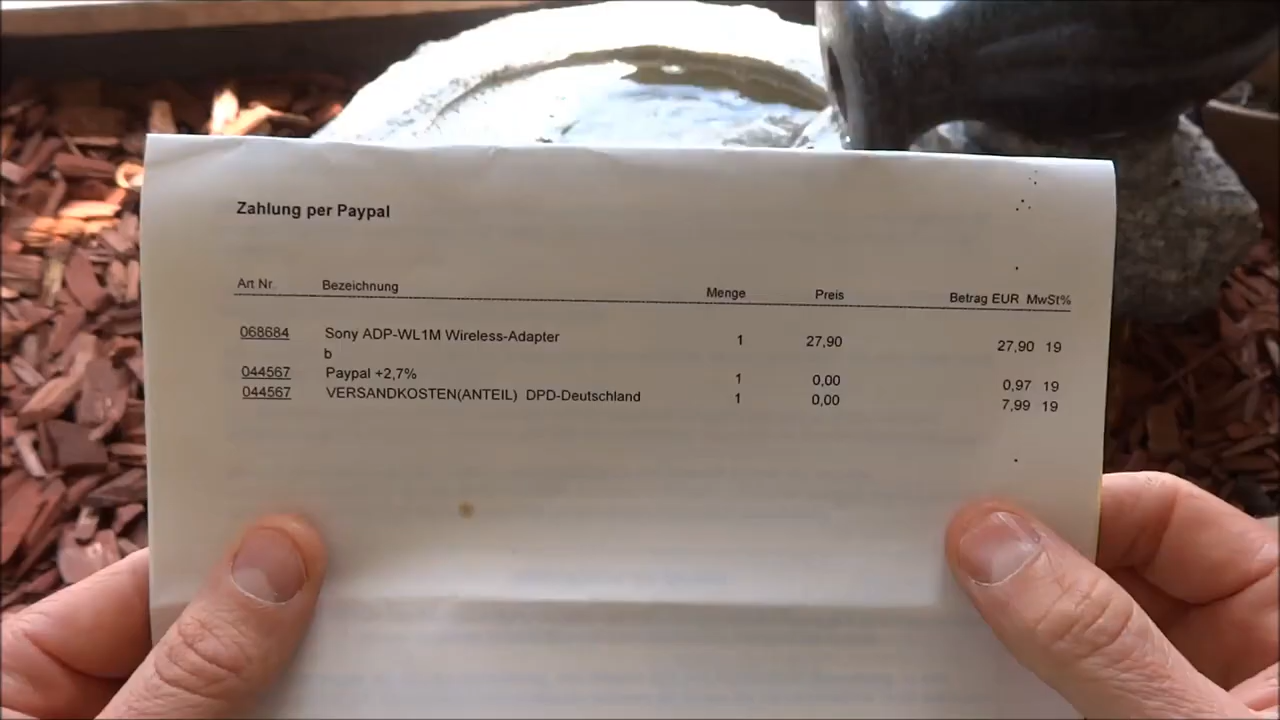 Zahlung per Paypal
Art Nr. Bezeichnung Menge Preis Betrag EUR MwSt%
068684 Sony ADP-WL1M Wireless-Adapter 1 27,90 27,90 19
b
044567 Paypal +2,7% 1 0,00 0,97 19
044567 VERSANDKOSTEN(ANTEIL) DPD-Deutschland 1 0,00 7,99 19